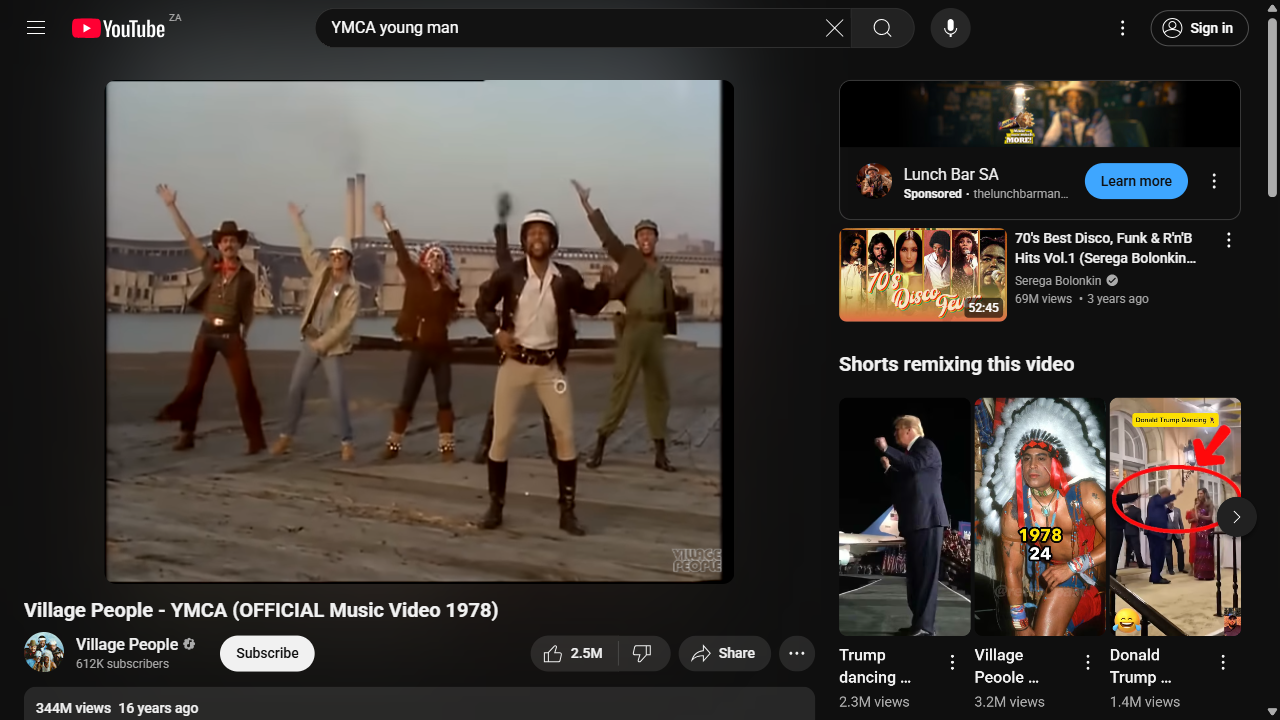 YouTube ZA
YMCA young man
Sign in
VILLAGE
PEOPLE
Village People - YMCA (OFFICIAL Music Video 1978)
Village People
612K subscribers
Subscribe
2.5M
Share
344M views 16 years ago
MORE!
Lunch Bar SA
Sponsored · thelunchbarman…
Learn more
70's
Disco
Fev
52:45
70's Best Disco, Funk & R'n'B
Hits Vol.1 (Serega Bolonkin…
Serega Bolonkin
69M views • 3 years ago
Shorts remixing this video
1978
24
Donald Trump Dancing
Trump
dancing …
2.3M views
Village
Peoole …
3.2M views
Donald
Trump …
1.4M views